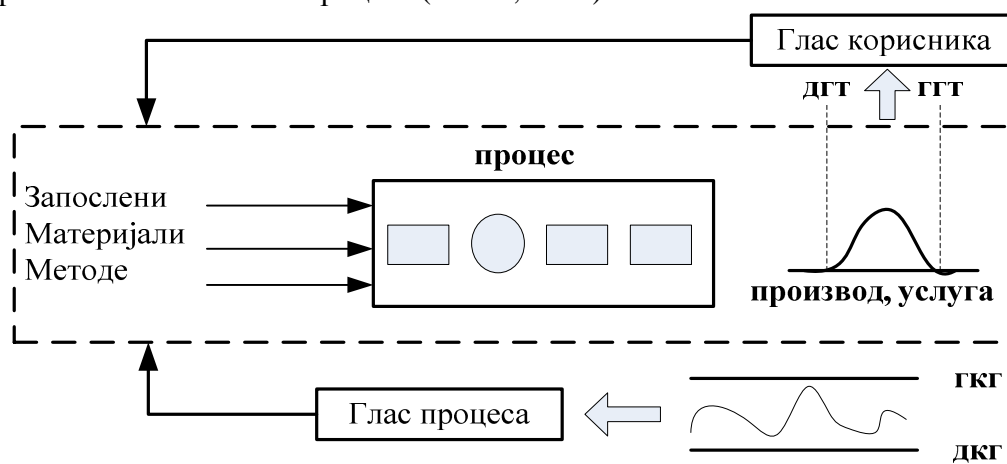 Глас корисника
дгт ггт
процес
Запослени
Материјали
Методе
производ, услуга
гкг
Глас процеса
дкг